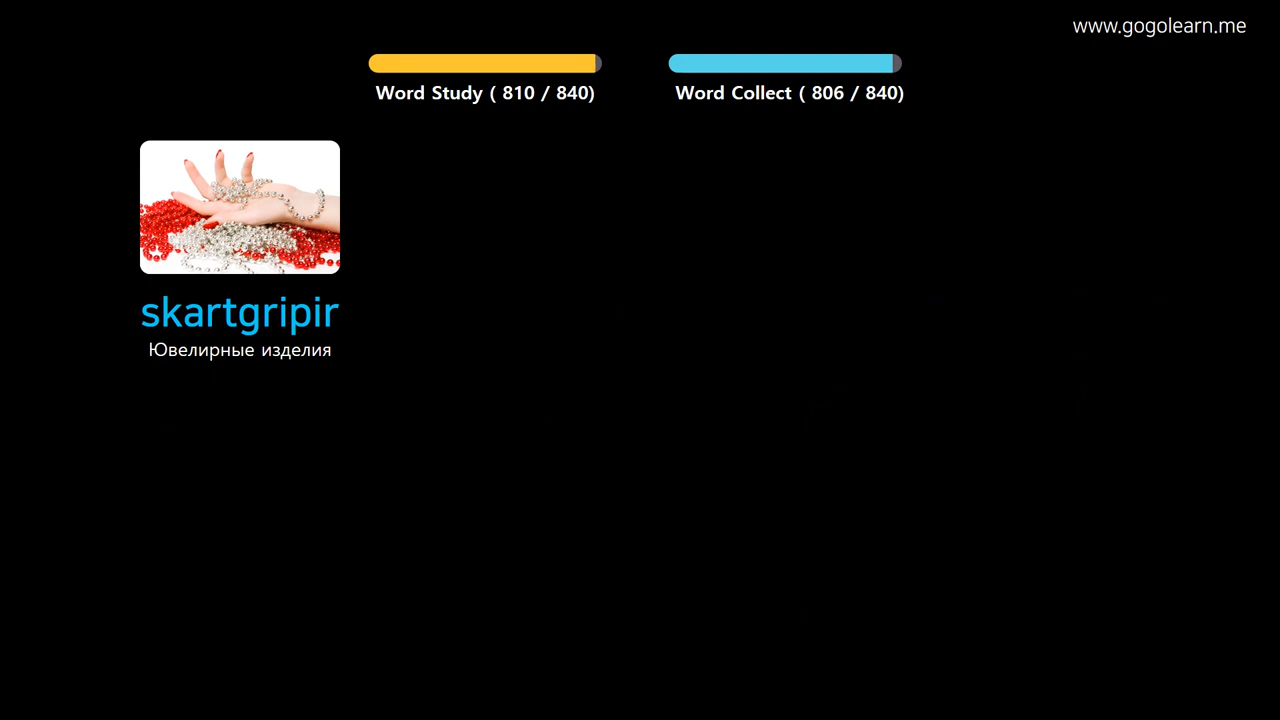 www.gogolearn.me
Word Study ( 810 / 840)
Word Collect ( 806 / 840)
skartgripir
Ювелирные изделия